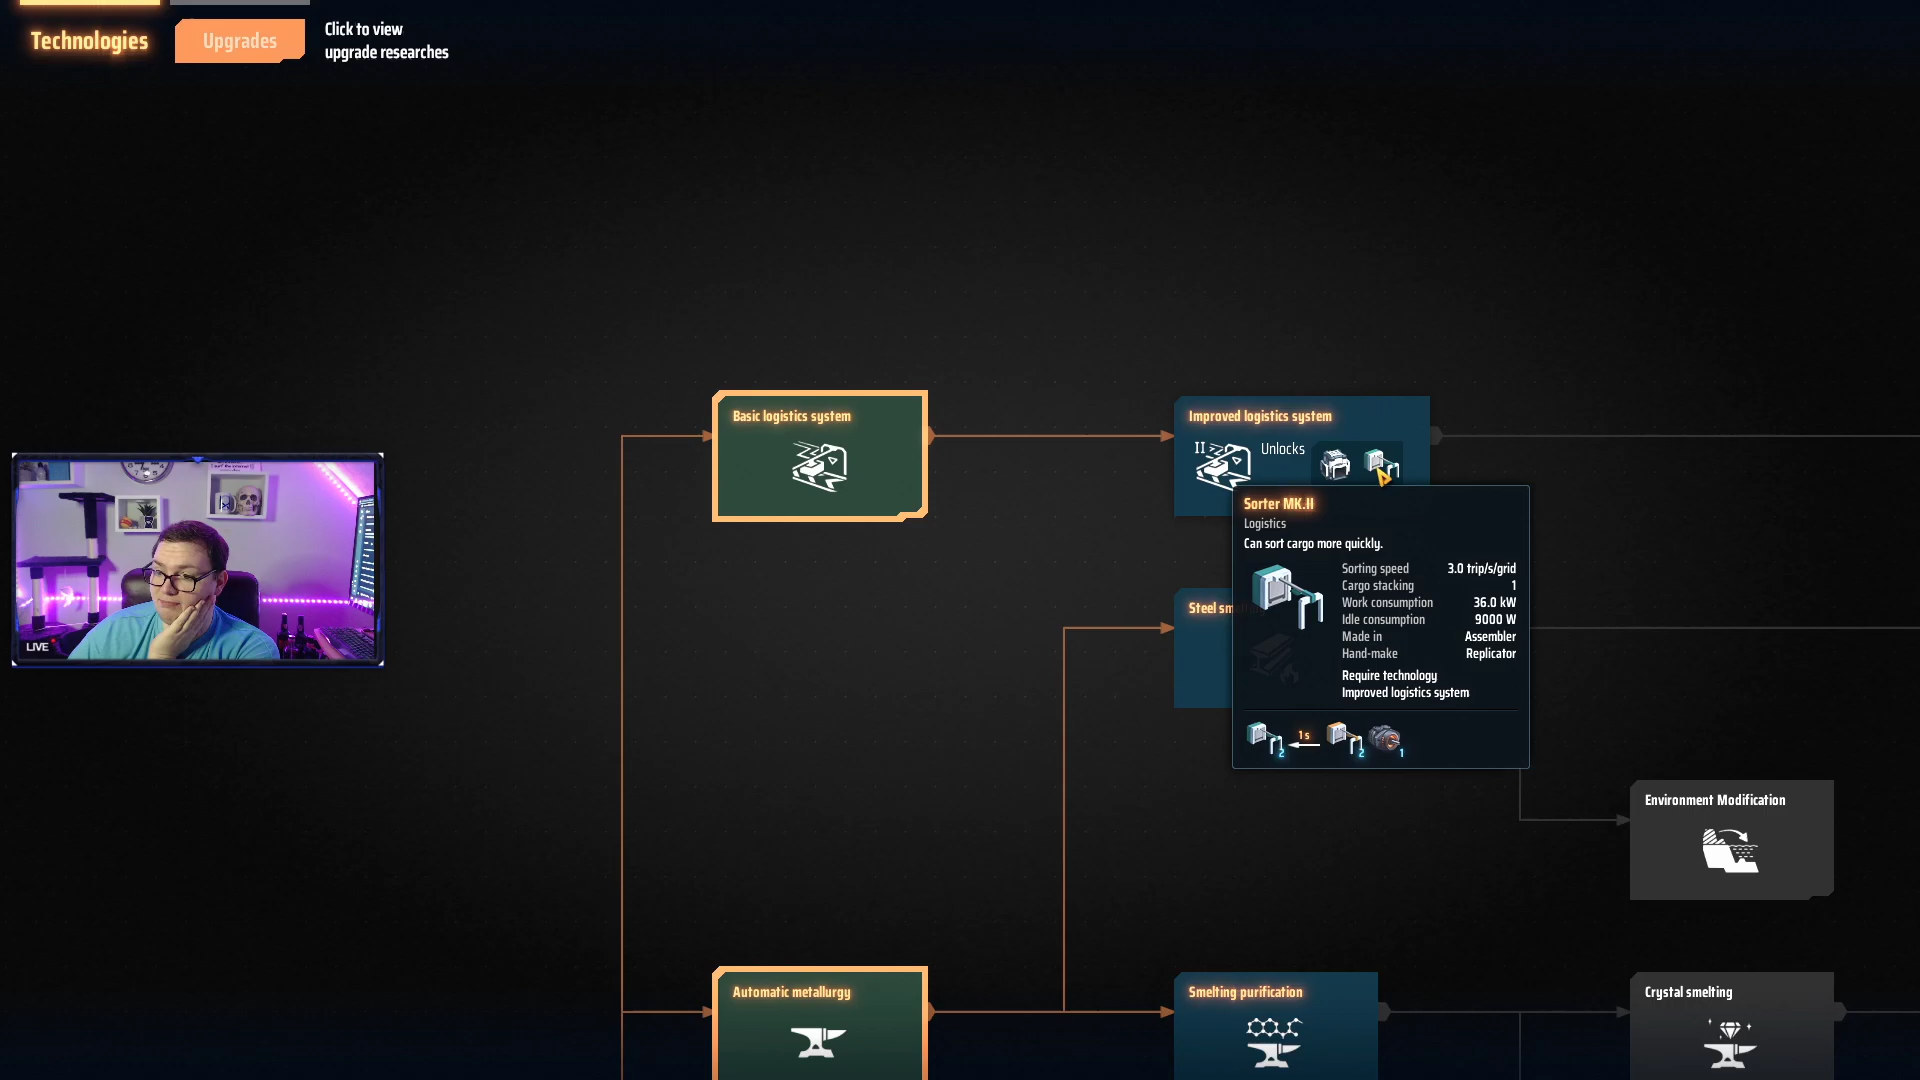 Technologies
Upgrades
Click to view
upgrade researches
Basic logistics system
Improved logistics system
II
Unlocks
Sorter MK.II
Logistics
Can sort cargo more quickly.
Sorting speed 3.0 trip/s/grid
Cargo stacking 1
Work consumption 36.0 kW
Idle consumption 9000 W
Made in Assembler
Hand-make Replicator
Require technology
Improved logistics system
2 1 s 2 1
Steel
LIVE
Environment Modification
Automatic metallurgy
Smelting purification
Crystal smelting